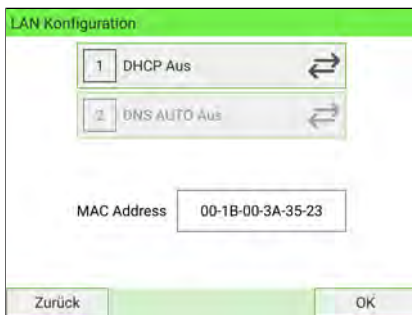 LAN Konfiguration
1 DHCP Aus
2 DNS AUTO Aus
MAC Address 00-1B-00-3A-35-23
Zurück OK